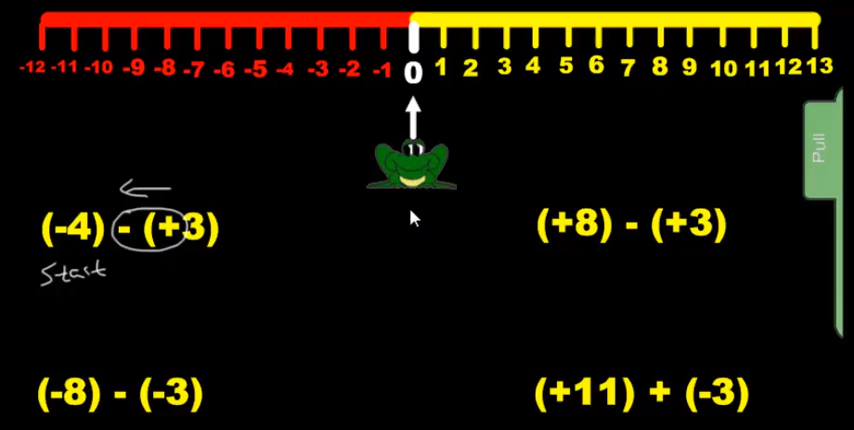 -12 -11 -10 -9 -8 -7 -6 -5 -4 -3 -2 -1 0 1 2 3 4 5 6 7 8 9 10 11 12 13
Pull
(-4) - (+3)
(+8) - (+3)
Start
(-8) - (-3)
(+11) + (-3)